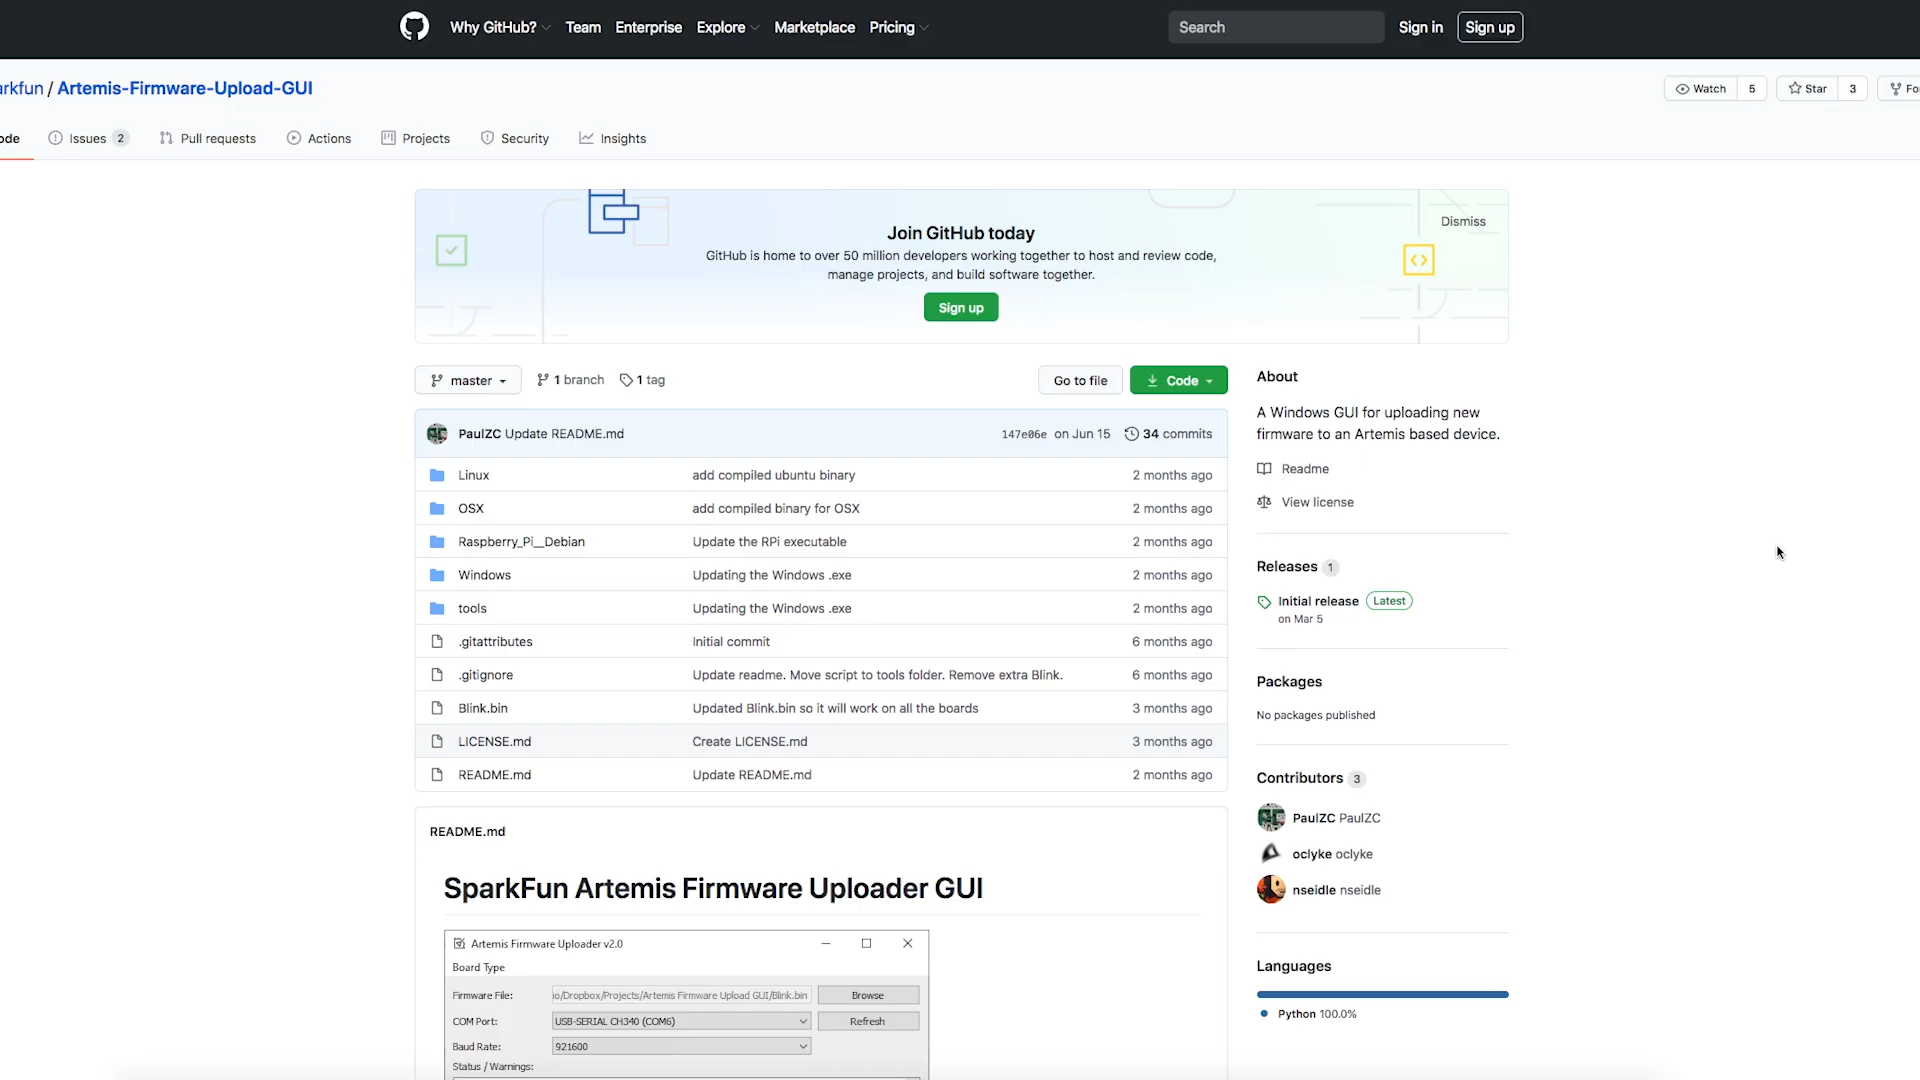 Why GitHub? Team Enterprise Explore Marketplace Pricing Search Sign in Sign up
arkfun / Artemis-Firmware-Upload-GUI Watch 5 Star 3 Fo
ode Issues 2 Pull requests Actions Projects Security Insights
Dismiss
Join GitHub today
GitHub is home to over 50 million developers working together to host and review code,
manage projects, and build software together.
Sign up
master 1 branch 1 tag Go to file Code
PaulZC Update README.md 147e06e on Jun 15 34 commits
Linux add compiled ubuntu binary 2 months ago
OSX add compiled binary for OSX 2 months ago
Raspberry_Pi__Debian Update the RPi executable 2 months ago
Windows Updating the Windows .exe 2 months ago
tools Updating the Windows .exe 2 months ago
.gitattributes Initial commit 6 months ago
.gitignore Update readme. Move script to tools folder. Remove extra Blink. 6 months ago
Blink.bin Updated Blink.bin so it will work on all the boards 3 months ago
LICENSE.md Create LICENSE.md 3 months ago
README.md Update README.md 2 months ago
README.md
SparkFun Artemis Firmware Uploader GUI
Artemis Firmware Uploader v2.0
Board Type
Firmware File: io/Dropbox/Projects/Artemis Firmware Upload GUI/Blink.bin Browse
COM Port: USB-SERIAL CH340 (COM6) Refresh
Baud Rate: 921600
Status / Warnings:
About
A Windows GUI for uploading new
firmware to an Artemis based device.
Readme
View license
Releases 1
Initial release Latest
on Mar 5
Packages
No packages published
Contributors 3
PaulZC PaulZC
oclyke oclyke
nseidle nseidle
Languages
Python 100.0%